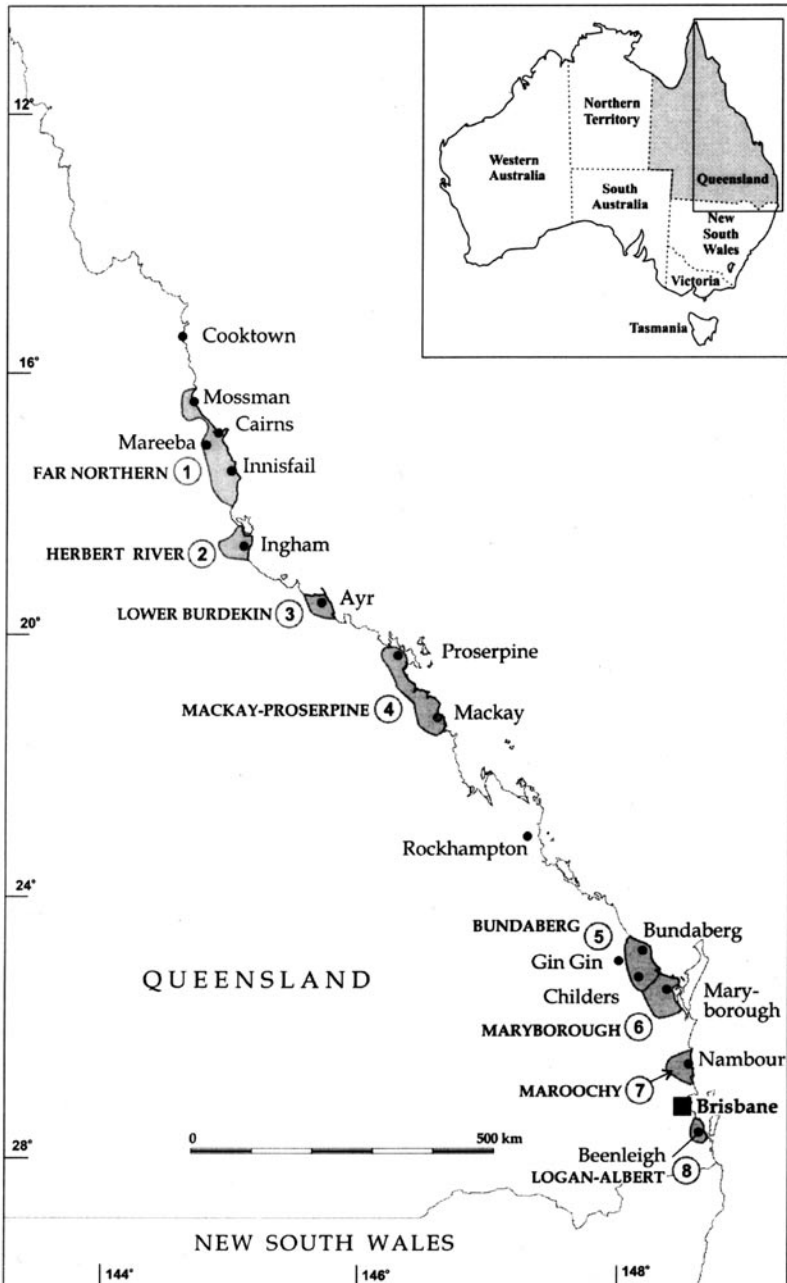 12°
Northern
Territory
Western
Australia
Queensland
South
Australia
New
South
Wales
Victoria
Tasmania
Cooktown
16°
Mossman
Cairns
Mareeba
FAR NORTHERN 1
Innisfail
HERBERT RIVER 2
Ingham
Ayr
LOWER BURDEKIN 3
20°
Proserpine
MACKAY-PROSERPINE 4
Mackay
Rockhampton
24°
BUNDABERG 5
Bundaberg
QUEENSLAND
Gin Gin
Childers
Mary-
borough
MARYBOROUGH 6
Nambour
MAROOCHY 7
Brisbane
0 500 km
28°
Beenleigh
LOGAN-ALBERT 8
NEW SOUTH WALES
144° 146 148°